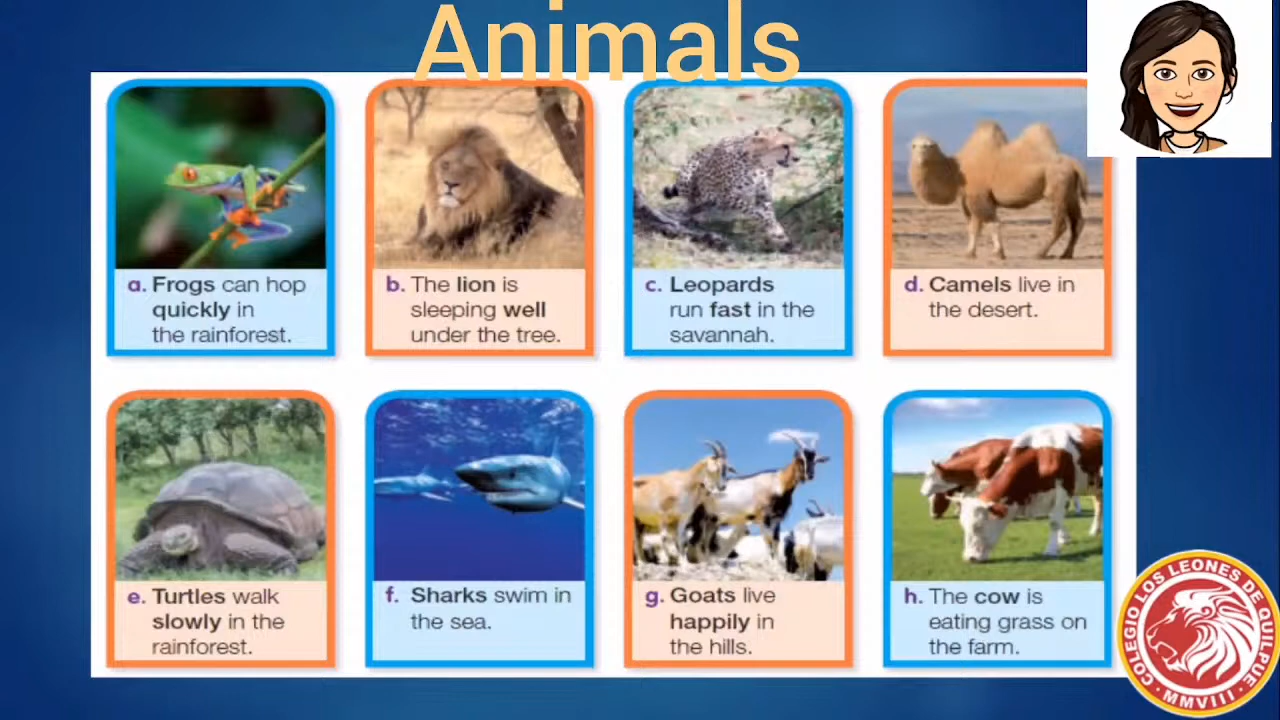 Animals
a. Frogs can hop
quickly in
the rainforest.
b. The lion is
sleeping well
under the tree.
c. Leopards
run fast in the
savannah.
d. Camels live in
the desert.
e. Turtles walk
slowly in the
rainforest.
f. Sharks swim in
the sea.
g. Goats live
happily in
the hills.
h. The cow is
eating grass on
the farm.
COLEGIO LOS LEONES DE QUILPUE
· MMVIII ·